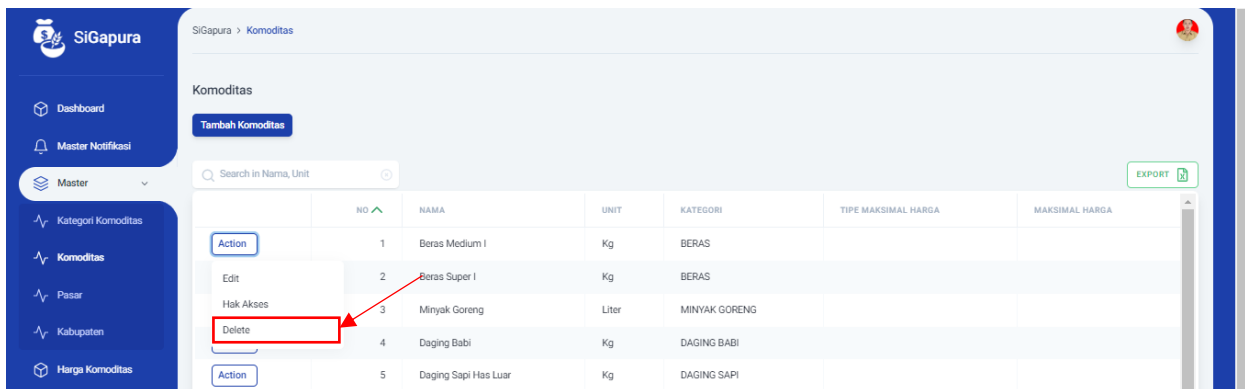 SiGapura
SiGapura > Komoditas
Dashboard
Master Notifikasi
Master
Kategori Komoditas
Komoditas
Pasar
Kabupaten
Harga Komoditas
Komoditas
Tambah Komoditas
Search in Nama, Unit
EXPORT
NO NAMA UNIT KATEGORI TIPE MAKSIMAL HARGA MAKSIMAL HARGA
Action 1 Beras Medium I Kg BERAS
2 Beras Super I Kg BERAS
3 Minyak Goreng Liter MINYAK GORENG
4 Daging Babi Kg DAGING BABI
Action 5 Daging Sapi Has Luar Kg DAGING SAPI
Edit
Hak Akses
Delete